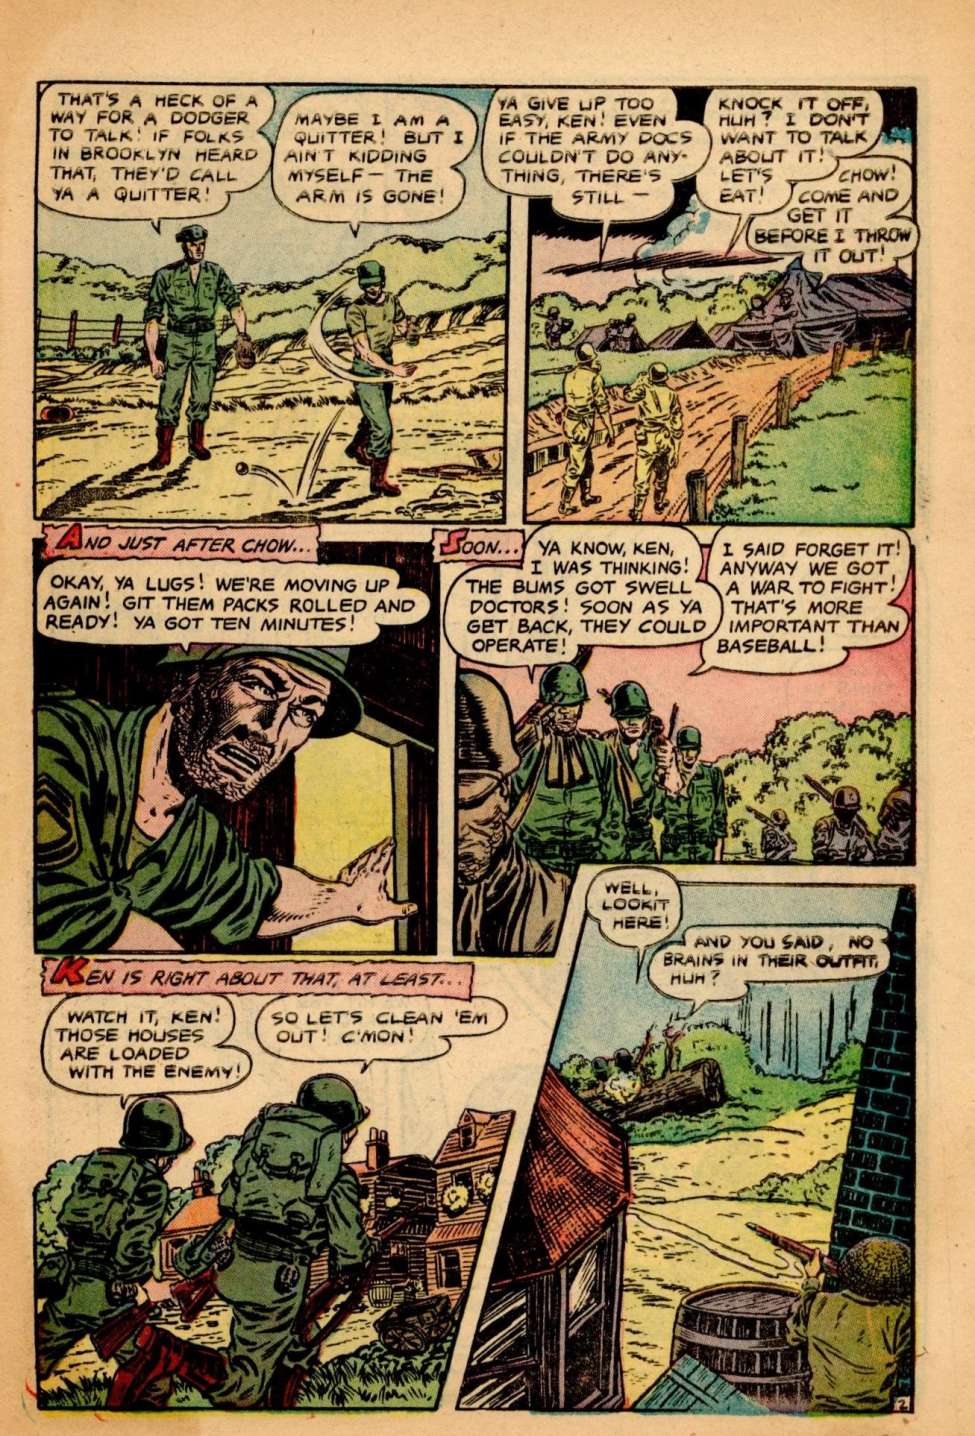 THAT'S A HECK OF A
WAY FOR A DODGER
TO TALK! IF FOLKS
IN BROOKLYN HEARD
THAT, THEY'D CALL
YA A QUITTER!
MAYBE I AM A
QUITTER! BUT I
AIN'T KIDDING
MYSELF — THE
ARM IS GONE!
YA GIVE UP TOO
EASY, KEN! EVEN
IF THE ARMY DOCS
COULDN'T DO ANY-
THING, THERE'S
STILL —
KNOCK IT OFF,
HUH? I DON'T
WANT TO TALK
ABOUT IT!
LET'S
EAT!
CHOW!
COME AND
GET IT
BEFORE I THROW
IT OUT!
AND JUST AFTER CHOW...
OKAY, YA LUGS! WE'RE MOVING UP
AGAIN! GIT THEM PACKS ROLLED AND
READY! YA GOT TEN MINUTES!
SOON...
YA KNOW, KEN,
I WAS THINKING!
THE BUMS GOT SWELL
DOCTORS! SOON AS YA
GET BACK, THEY COULD
OPERATE!
I SAID FORGET IT!
ANYWAY WE GOT
A WAR TO FIGHT!
THAT'S MORE
IMPORTANT THAN
BASEBALL!
KEN IS RIGHT ABOUT THAT, AT LEAST...
WATCH IT, KEN!
THOSE HOUSES
ARE LOADED
WITH THE ENEMY!
SO LET'S CLEAN 'EM
OUT! C'MON!
WELL,
LOOKIT
HERE!
AND YOU SAID, NO
BRAINS IN THEIR OUTFIT,
HUH?
2